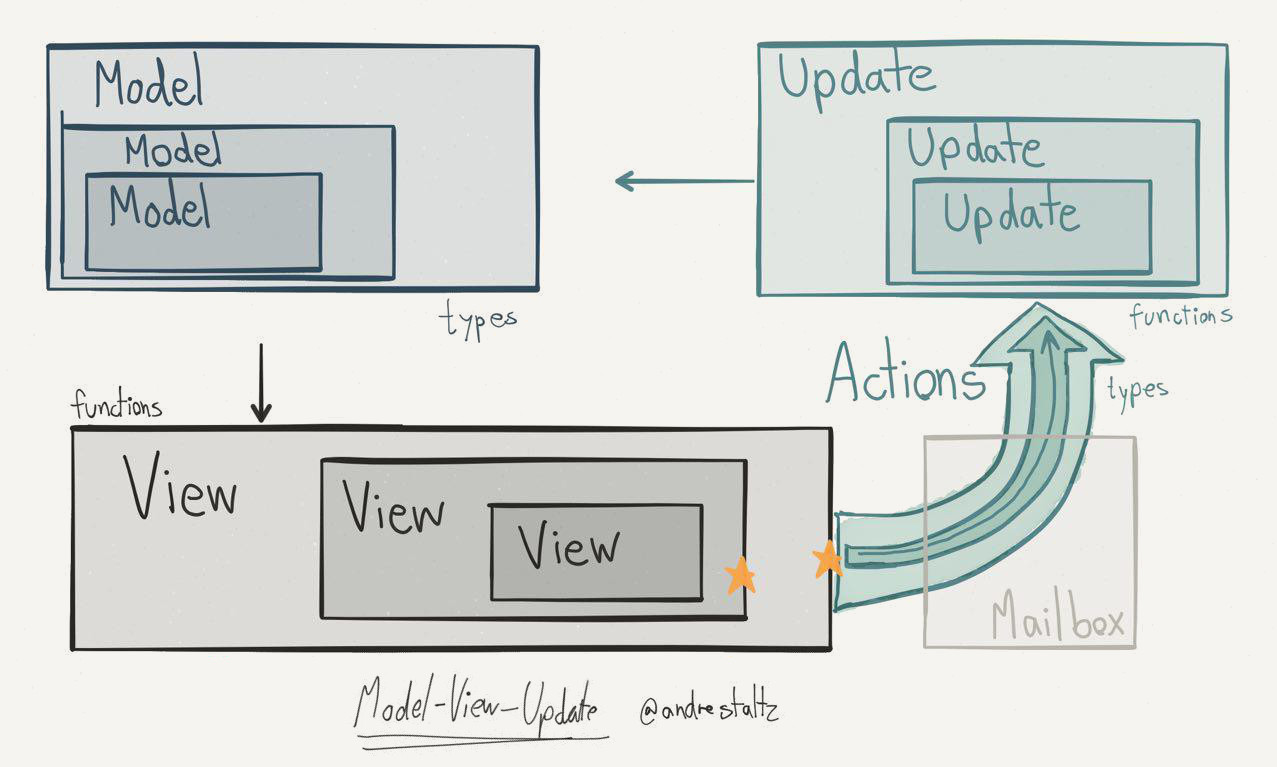 Model
Model
Model
types
Update
Update
Update
functions
Actions
types
functions
View
View
View
Mailbox
Model-View-Update @andrestaltz